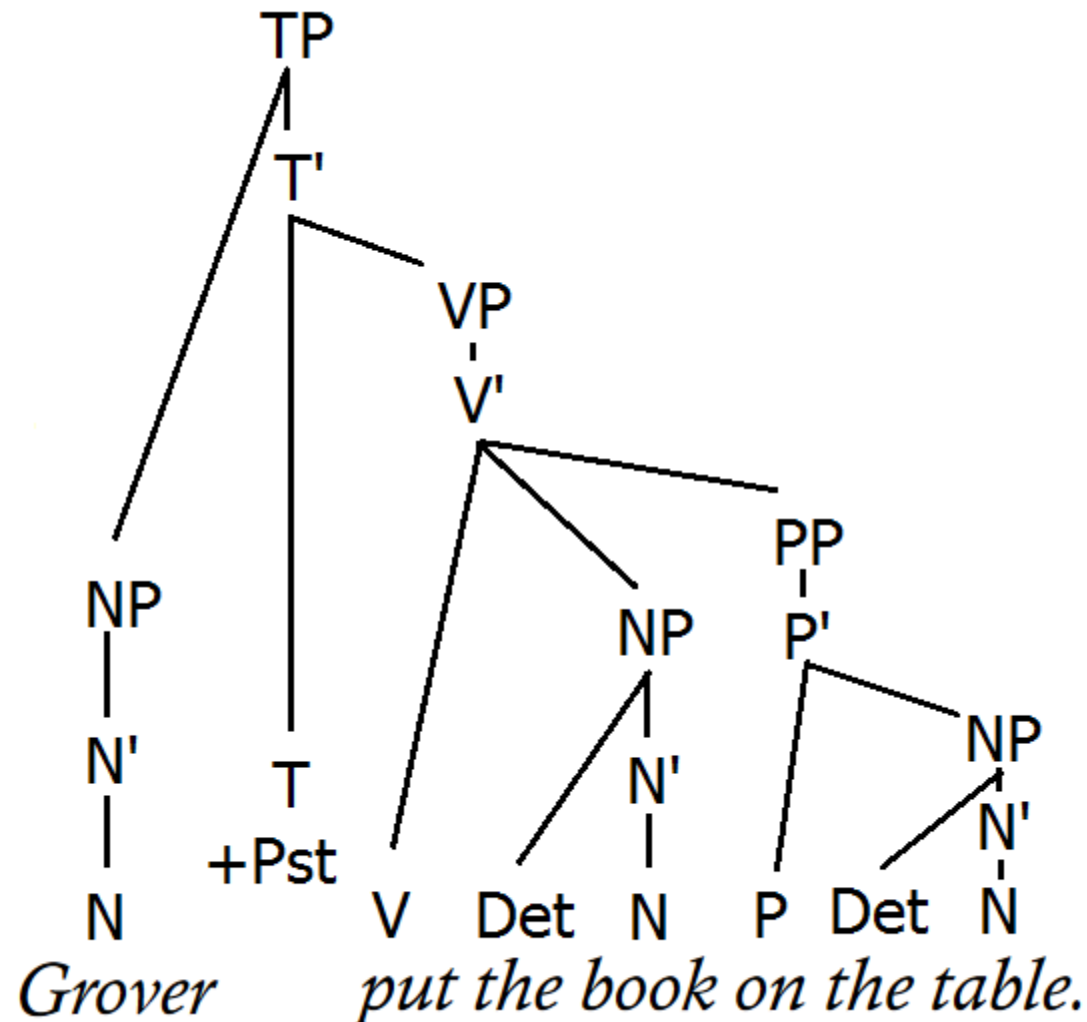 TP
T'
VP
V'
PP
NP
NP P'
NP
N' N'
T N'
+Pst
N V Det N P Det N
Grover put the book on the table.